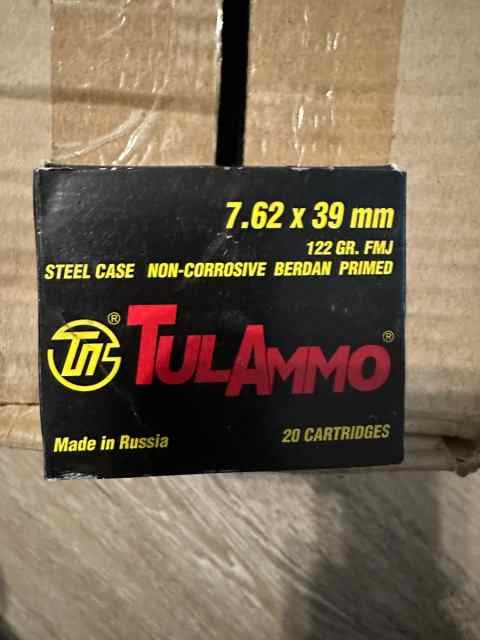 7.62 x 39 mm
122 GR. FMJ
STEEL CASE NON-CORROSIVE BERDAN PRIMED
® TULAMMO®
Made in Russia
20 CARTRIDGES